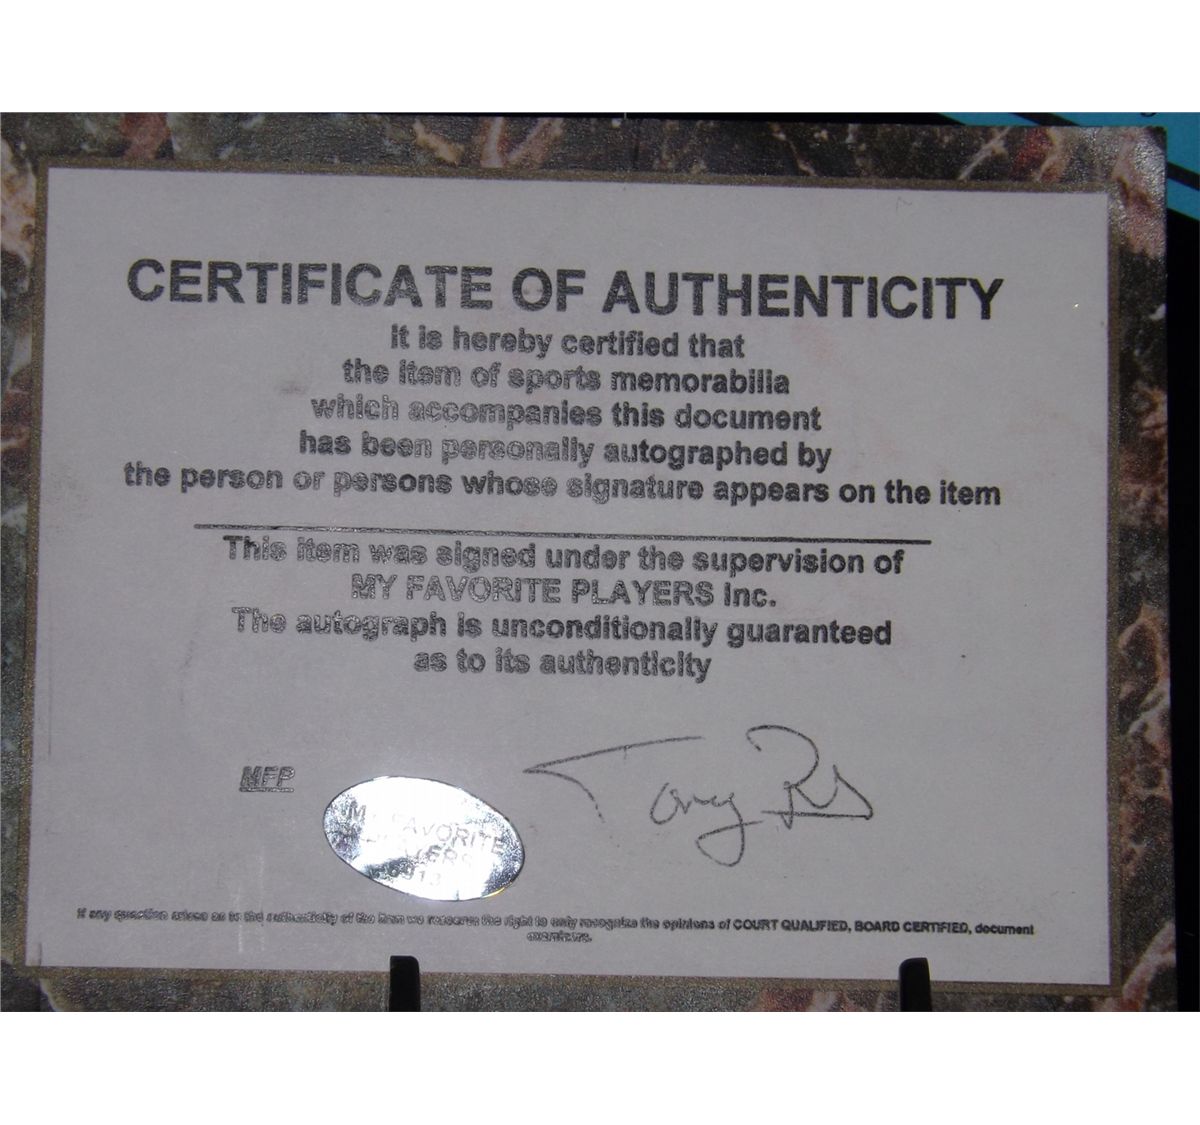 CERTIFICATE OF AUTHENTICITY
it is hereby certified that
the item of sports memorabilia
which accompanies this document
has been personally autographed by
the person or persons whose signature appears on the item
This item was signed under the supervision of
MY FAVORITE PLAYERS Inc.
The autograph is unconditionally guaranteed
as to its authenticity
MFP
MY FAVORITE
PLAYERS
Tony
If any question arises as to the authenticity of the item we reserve the right to only recognize the opinions of COURT QUALIFIED, BOARD CERTIFIED, document
examiners.